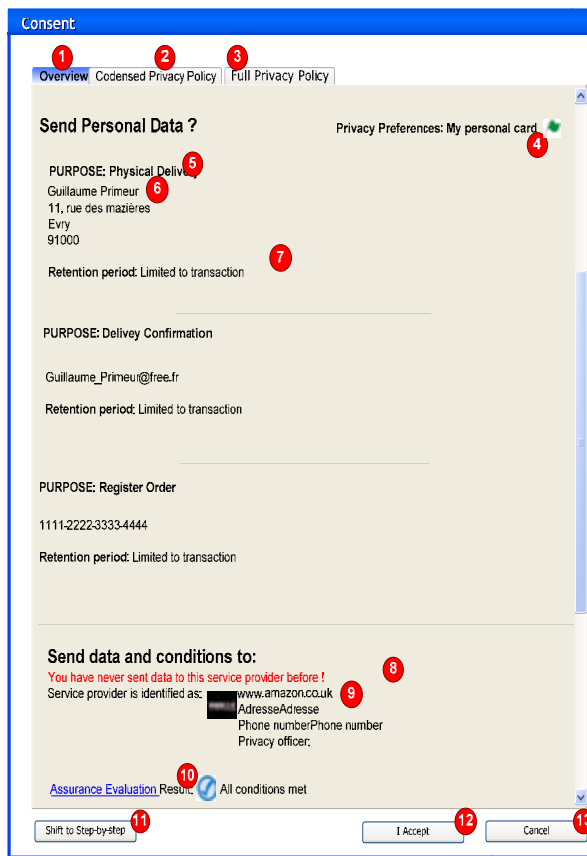 Consent
1 2 3
Overview Codensed Privacy Policy Full Privacy Policy
Send Personal Data ?
Privacy Preferences: My personal card
4
PURPOSE: Physical Delivery
5
Guillaume Primeur
6
11, rue des mazières
Evry
91000
7
Retention period: Limited to transaction
PURPOSE: Delivey Confirmation
Guillaume_Primeur@free.fr
Retention period: Limited to transaction
PURPOSE: Register Order
1111-2222-3333-4444
Retention period: Limited to transaction
Send data and conditions to:
8
You have never sent data to this service provider before !
Service provider is identified as: www.amazon.co.uk
9
AdresseAdresse
Phone numberPhone number
Privacy officer:
10
Assurance Evaluation Result: All conditions met
11 12 13
Shift to Step-by-step I Accept Cancel